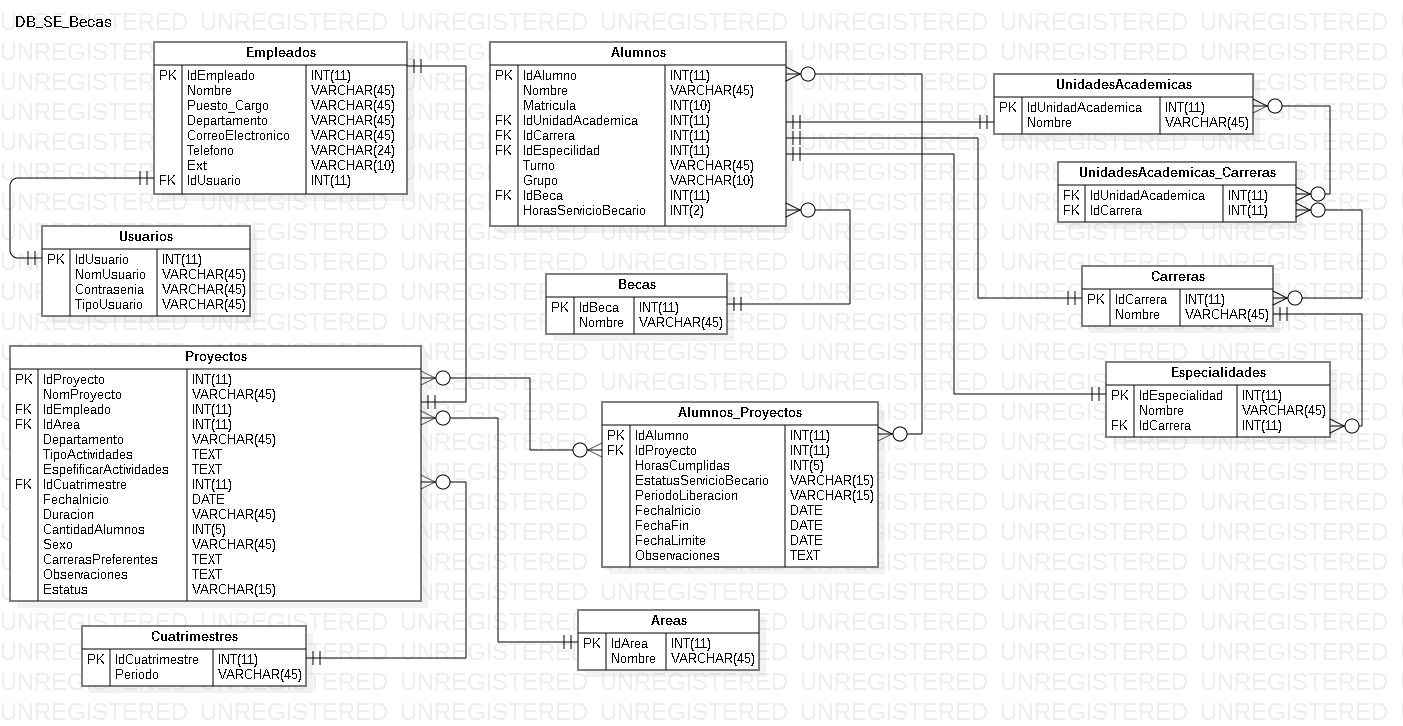 DB_SE_Becas
Empleados
PK IdEmpleado INT(11)
Nombre VARCHAR(45)
Puesto_Cargo VARCHAR(45)
Departamento VARCHAR(45)
CorreoElectronico VARCHAR(45)
Telefono VARCHAR(24)
Ext VARCHAR(10)
FK IdUsuario INT(11)
Alumnos
PK IdAlumno INT(11)
Nombre VARCHAR(45)
Matricula INT(10)
FK IdUnidadAcademica INT(11)
FK IdCarrera INT(11)
FK IdEspecilidad INT(11)
Turno VARCHAR(45)
Grupo VARCHAR(10)
FK IdBeca INT(11)
HorasServicioBecario INT(2)
UnidadesAcademicas
PK IdUnidadAcademica INT(11)
Nombre VARCHAR(45)
UnidadesAcademicas_Carreras
FK IdUnidadAcademica INT(11)
FK IdCarrera INT(11)
Usuarios
PK IdUsuario INT(11)
NomUsuario VARCHAR(45)
Contrasenia VARCHAR(45)
TipoUsuario VARCHAR(45)
Becas
PK IdBeca INT(11)
Nombre VARCHAR(45)
Carreras
PK IdCarrera INT(11)
Nombre VARCHAR(45)
Proyectos
PK IdProyecto INT(11)
NomProyecto VARCHAR(45)
FK IdEmpleado INT(11)
FK IdArea INT(11)
Departamento VARCHAR(45)
TipoActividades TEXT
EspefificarActividades TEXT
FK IdCuatrimestre INT(11)
FechaInicio DATE
Duracion VARCHAR(45)
CantidadAlumnos INT(5)
Sexo VARCHAR(45)
CarrerasPreferentes TEXT
Observaciones TEXT
Estatus VARCHAR(15)
Especialidades
PK IdEspecialidad INT(11)
Nombre VARCHAR(45)
FK IdCarrera INT(11)
Alumnos_Proyectos
PK IdAlumno INT(11)
FK IdProyecto INT(11)
HorasCumplidas INT(5)
EstatusServicioBecario VARCHAR(15)
PeriodoLiberacion VARCHAR(15)
FechaInicio DATE
FechaFin DATE
FechaLimite DATE
Observaciones TEXT
Cuatrimestres
PK IdCuatrimestre INT(11)
Periodo VARCHAR(45)
Areas
PK IdArea INT(11)
Nombre VARCHAR(45)
UNREGISTERED